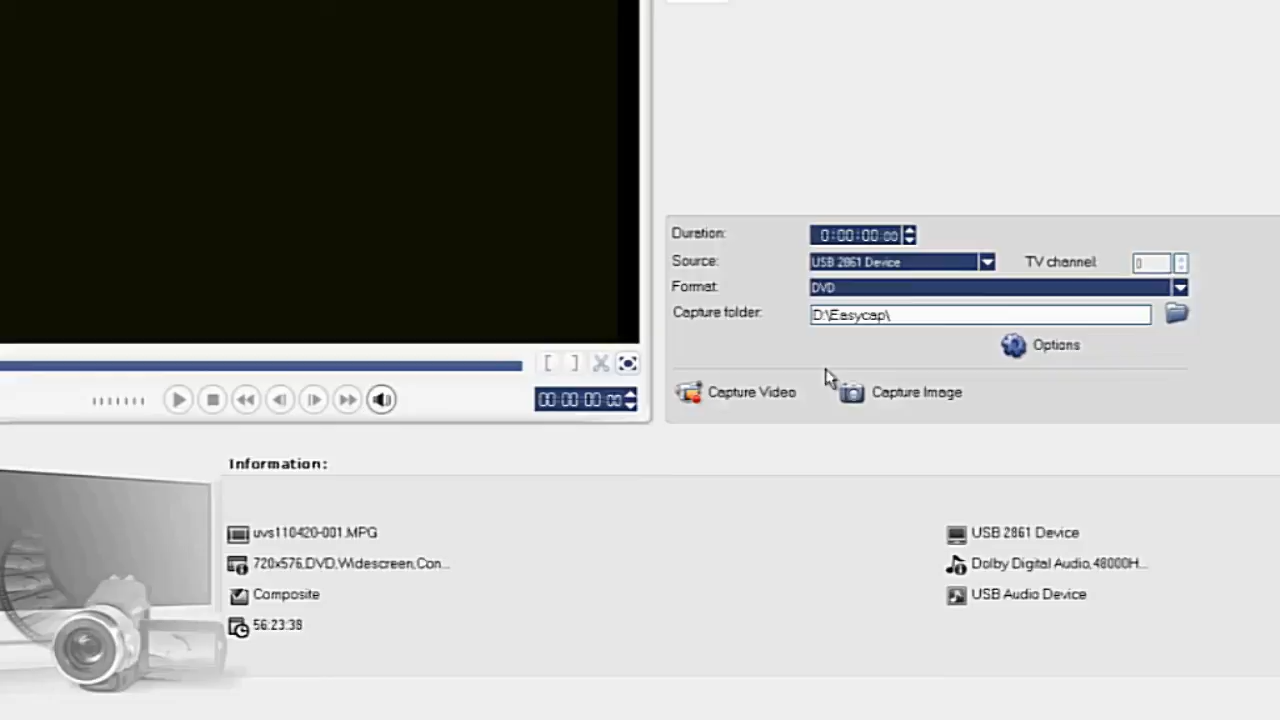 Duration: 0:00:00:00
Source: USB 2861 Device TV channel: 0
Format: DVD
Capture folder: D:\Easycap\
Options
[ ]
00:00:00:00
Capture Video Capture Image
Information:
uvs110420-001.MPG USB 2861 Device
720x576,DVD,Widescreen,Con... Dolby Digital Audio,48000H...
Composite USB Audio Device
56:23:38